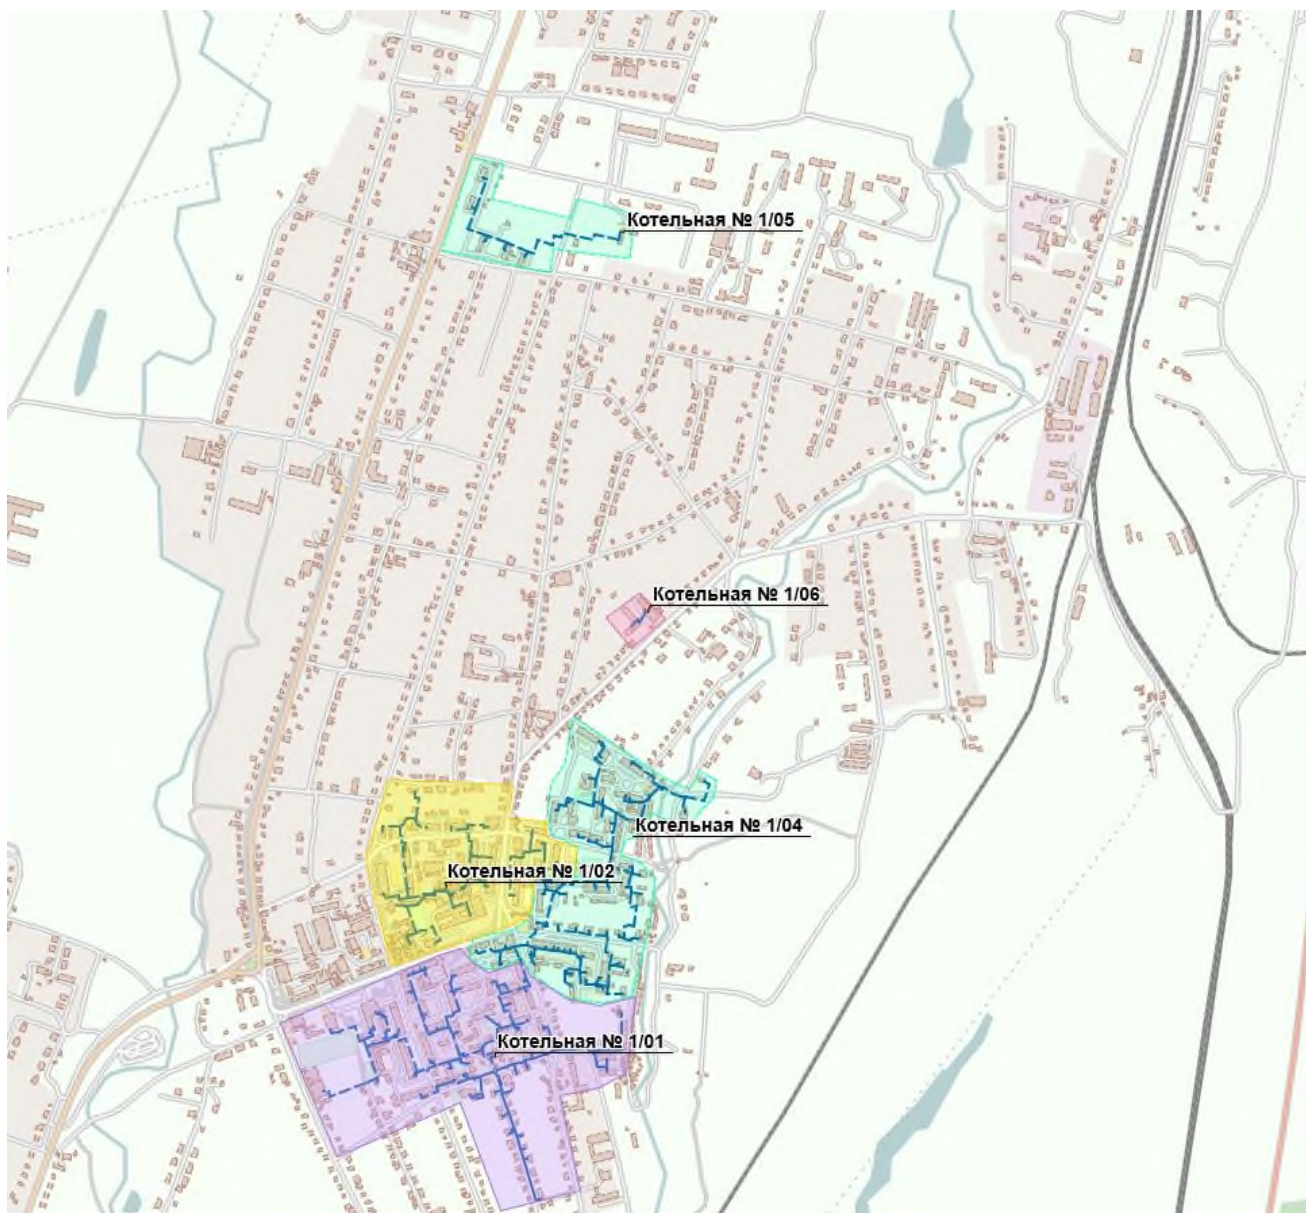 Котельная № 1/05
Котельная № 1/06
Котельная № 1/04
Котельная № 1/02
Котельная № 1/01